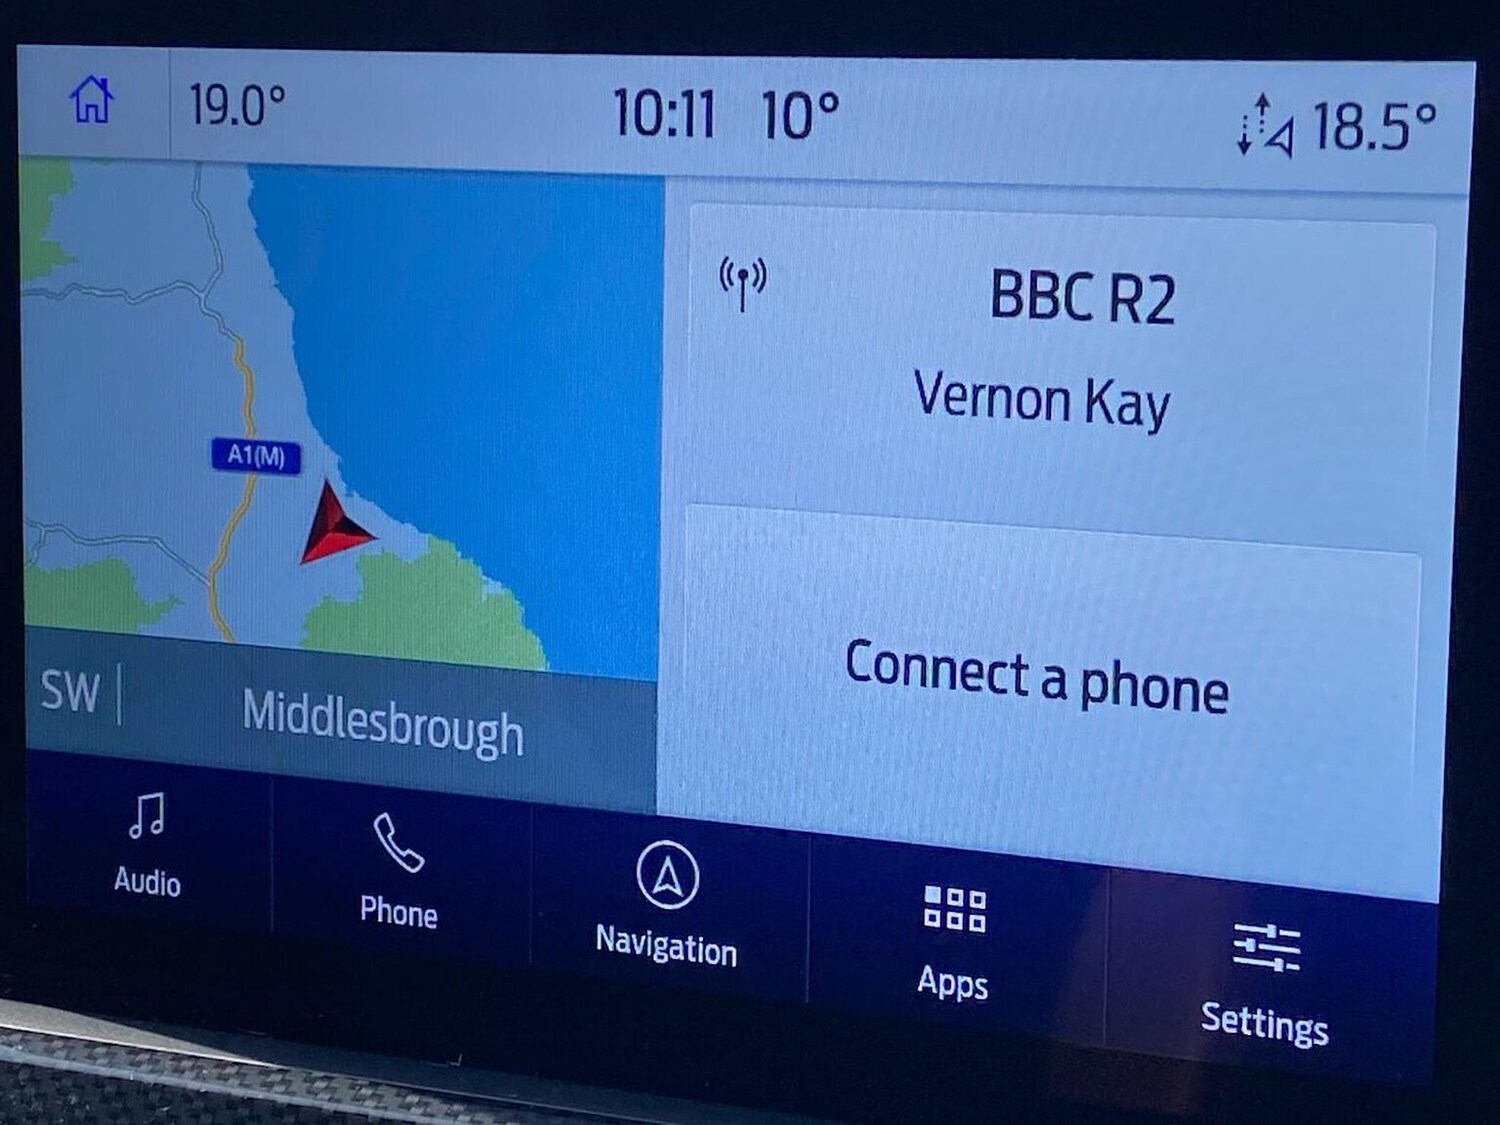 19.0° 10:11 10° 18.5°
A1(M)
SW Middlesbrough
BBC R2
Vernon Kay
Connect a phone
Audio Phone Navigation Apps Settings